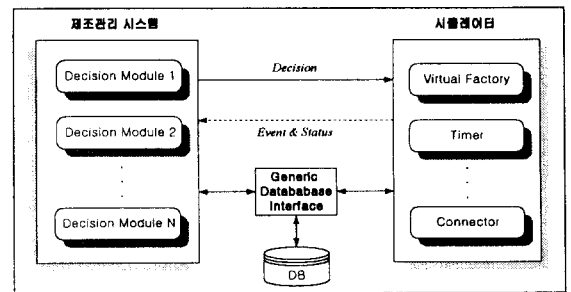 제조관리 시스템
시뮬레이터
Decision Module 1
Decision
Virtual Factory
Decision Module 2
Event & Status
Timer
Generic
Datababase
Interface
Decision Module N
Connector
DB